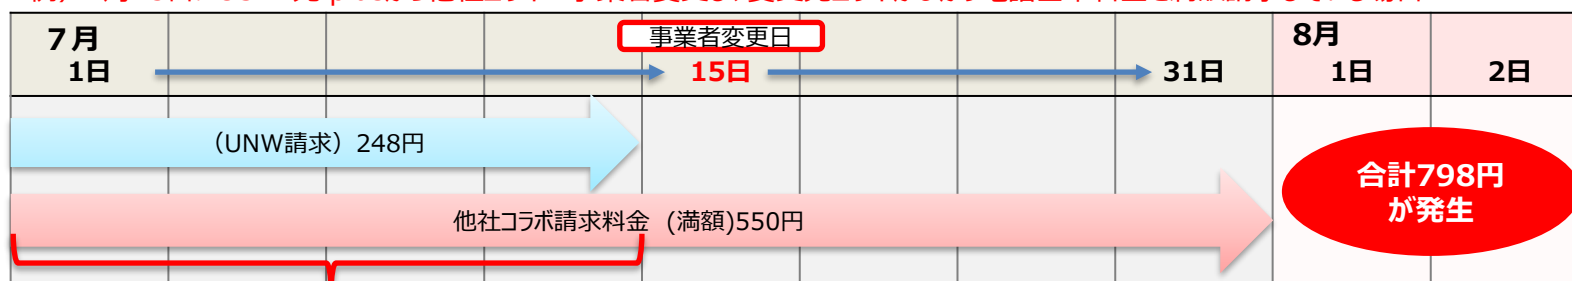 7月
事業者変更日
8月
1日
15日
31日
1日
2日
(UNW請求) 248円
他社コラボ請求料金 (満額)550円
合計798円
が発生